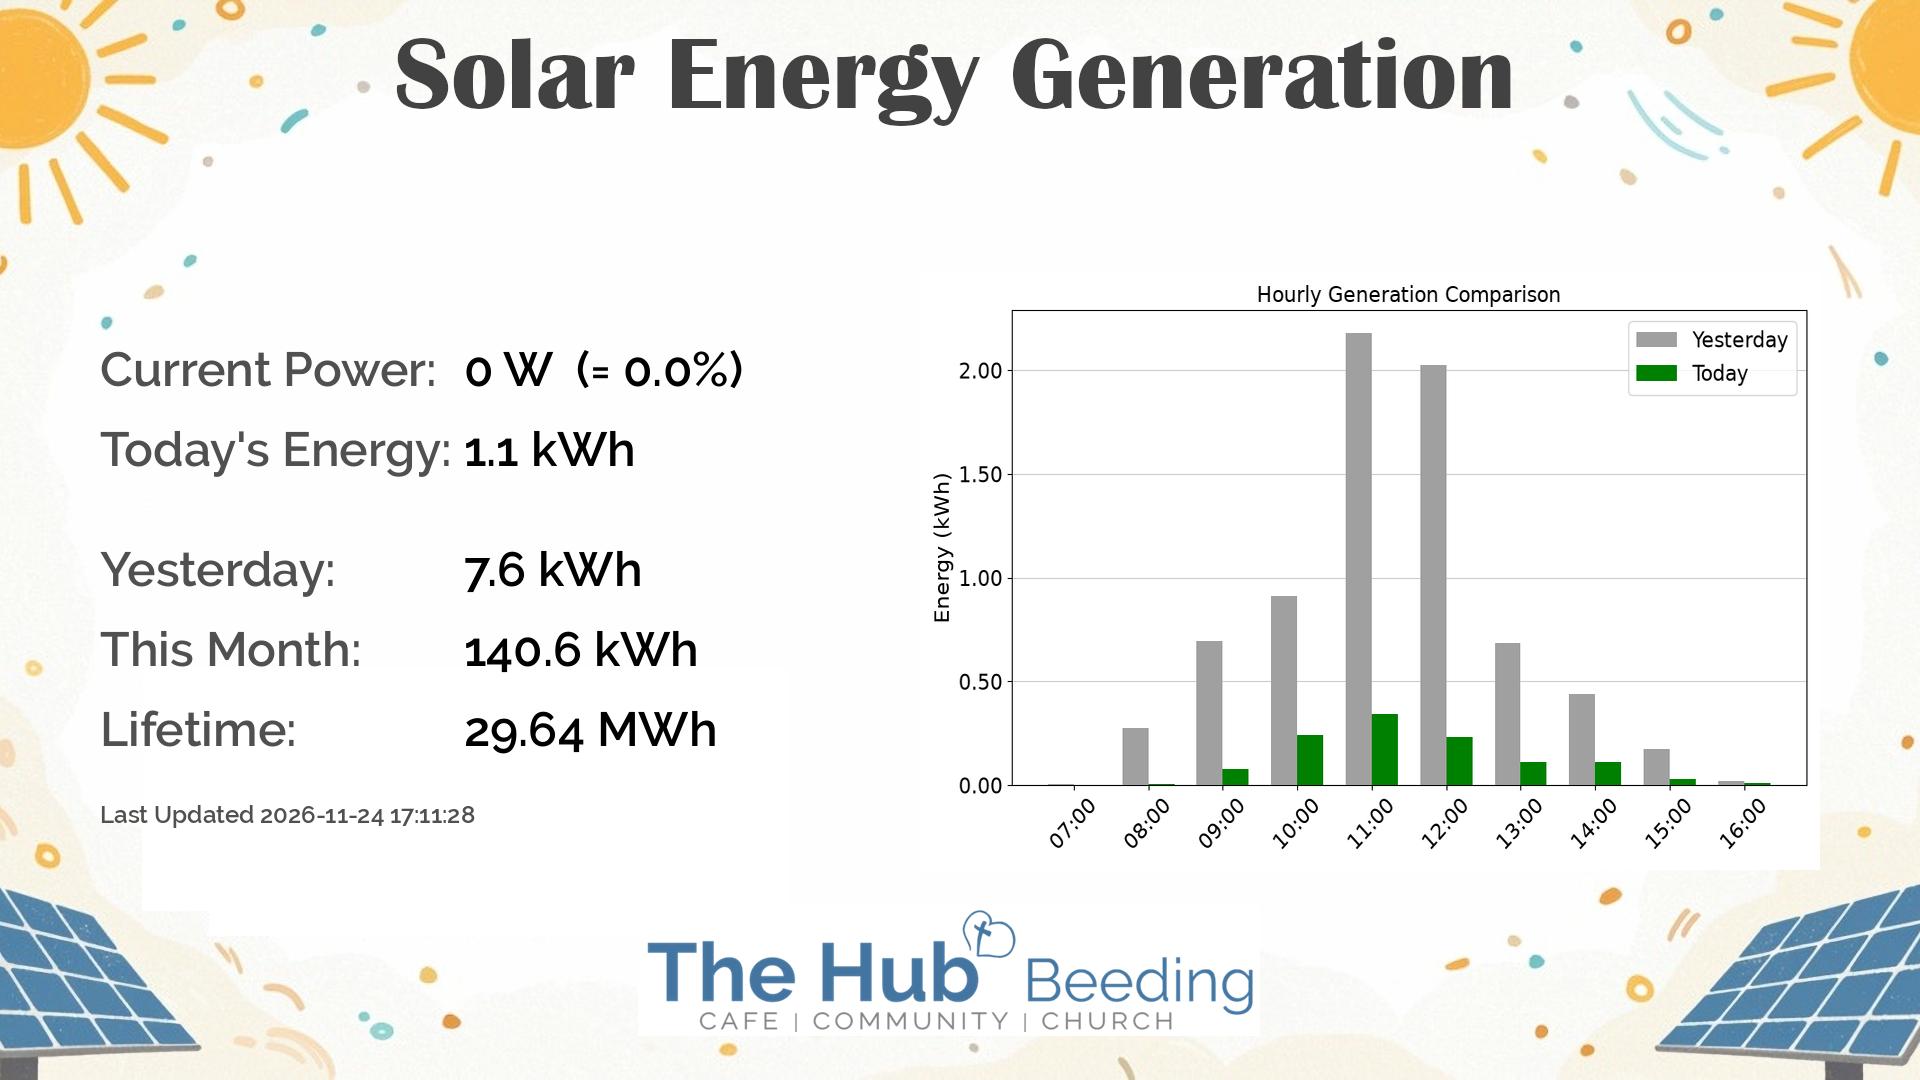 Solar Energy Generation
Current Power: 0 W (= 0.0%)
Today's Energy: 1.1 kWh
Yesterday: 7.6 kWh
This Month: 140.6 kWh
Lifetime: 29.64 MWh
Last Updated 2026-11-24 17:11:28
Hourly Generation Comparison
Yesterday
Today
Energy (kWh)
2.00
1.50
1.00
0.50
0.00
07:00 08:00 09:00 10:00 11:00 12:00 13:00 14:00 15:00 16:00
The Hub Beeding
CAFE | COMMUNITY | CHURCH